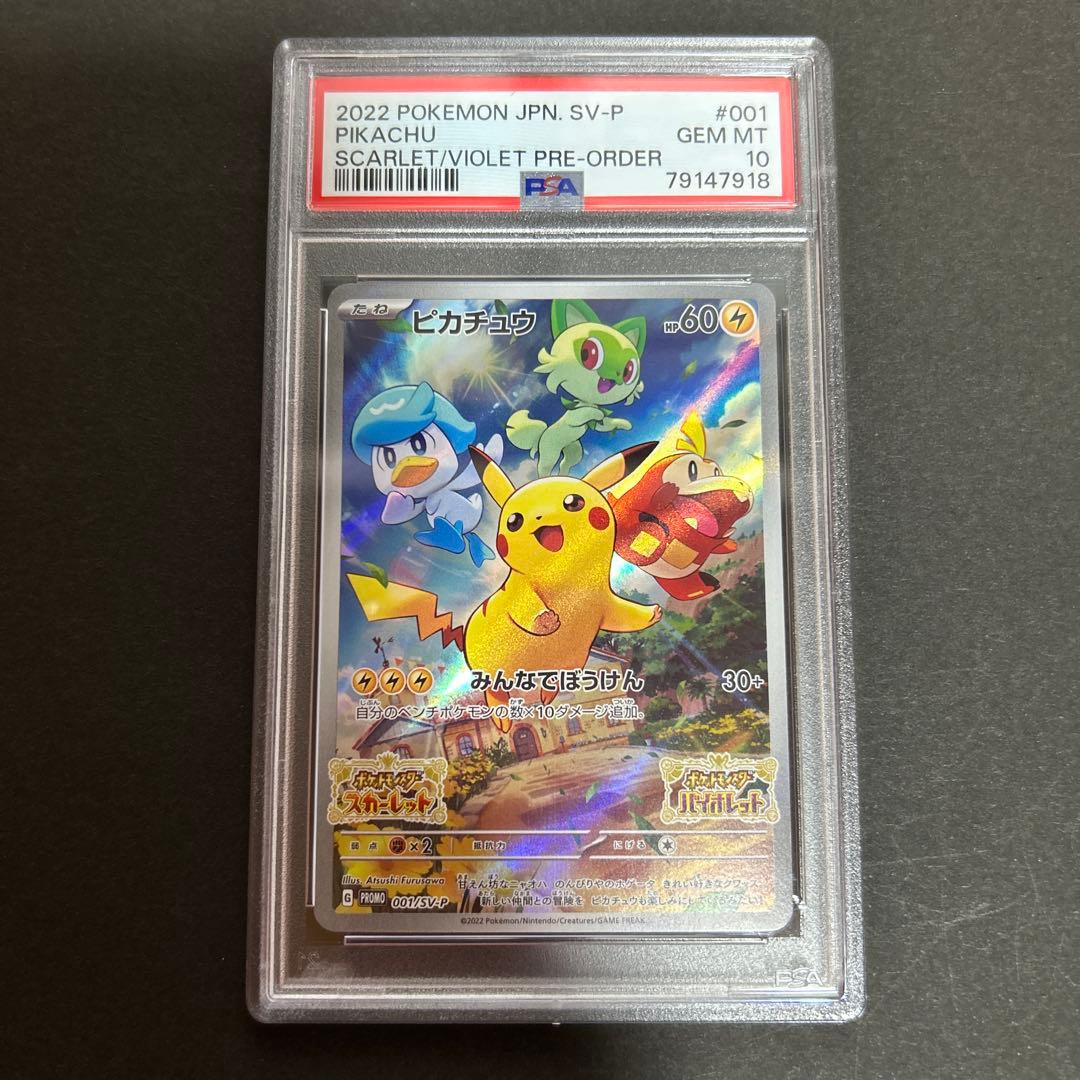 2022 POKEMON JPN. SV-P #001
PIKACHU GEM MT
SCARLET/VIOLET PRE-ORDER 10
PSA 79147918
たね ピカチュウ HP60
みんなでぼうけん 30+
自分のベンチポケモンの数×10ダメージ追加。
ポケットモンスター スカーレット
ポケットモンスター バイオレット
弱点 ×2 抵抗力 にげる
Illus. Atsushi Furusawa
甘えん坊なニャオハ のんびりやのホゲータ きれい好きなクワッス
新しい仲間との冒険を ピカチュウも楽しみにしているみたい!
G PROMO 001/SV-P
©2022 Pokémon/Nintendo/Creatures/GAME FREAK.
PSA